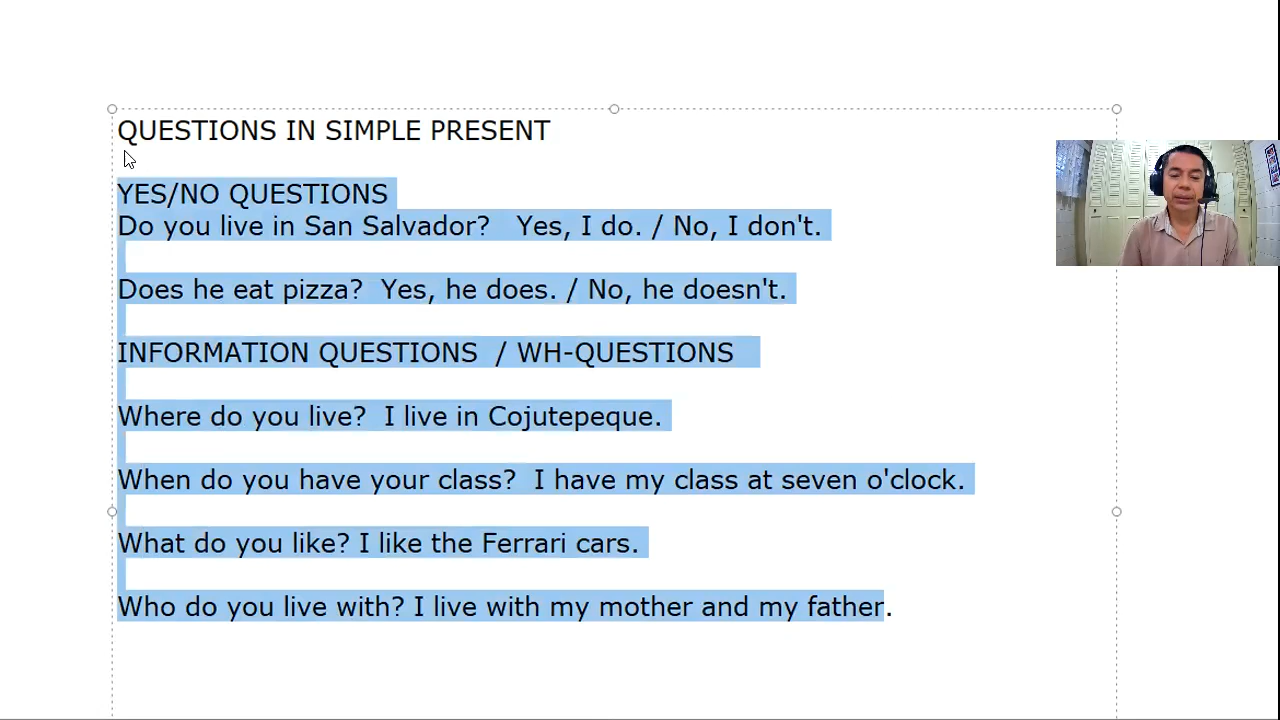 QUESTIONS IN SIMPLE PRESENT
YES/NO QUESTIONS
Do you live in San Salvador? Yes, I do. / No, I don't.
Does he eat pizza? Yes, he does. / No, he doesn't.
INFORMATION QUESTIONS / WH-QUESTIONS
Where do you live? I live in Cojutepeque.
When do you have your class? I have my class at seven o'clock.
What do you like? I like the Ferrari cars.
Who do you live with? I live with my mother and my father.